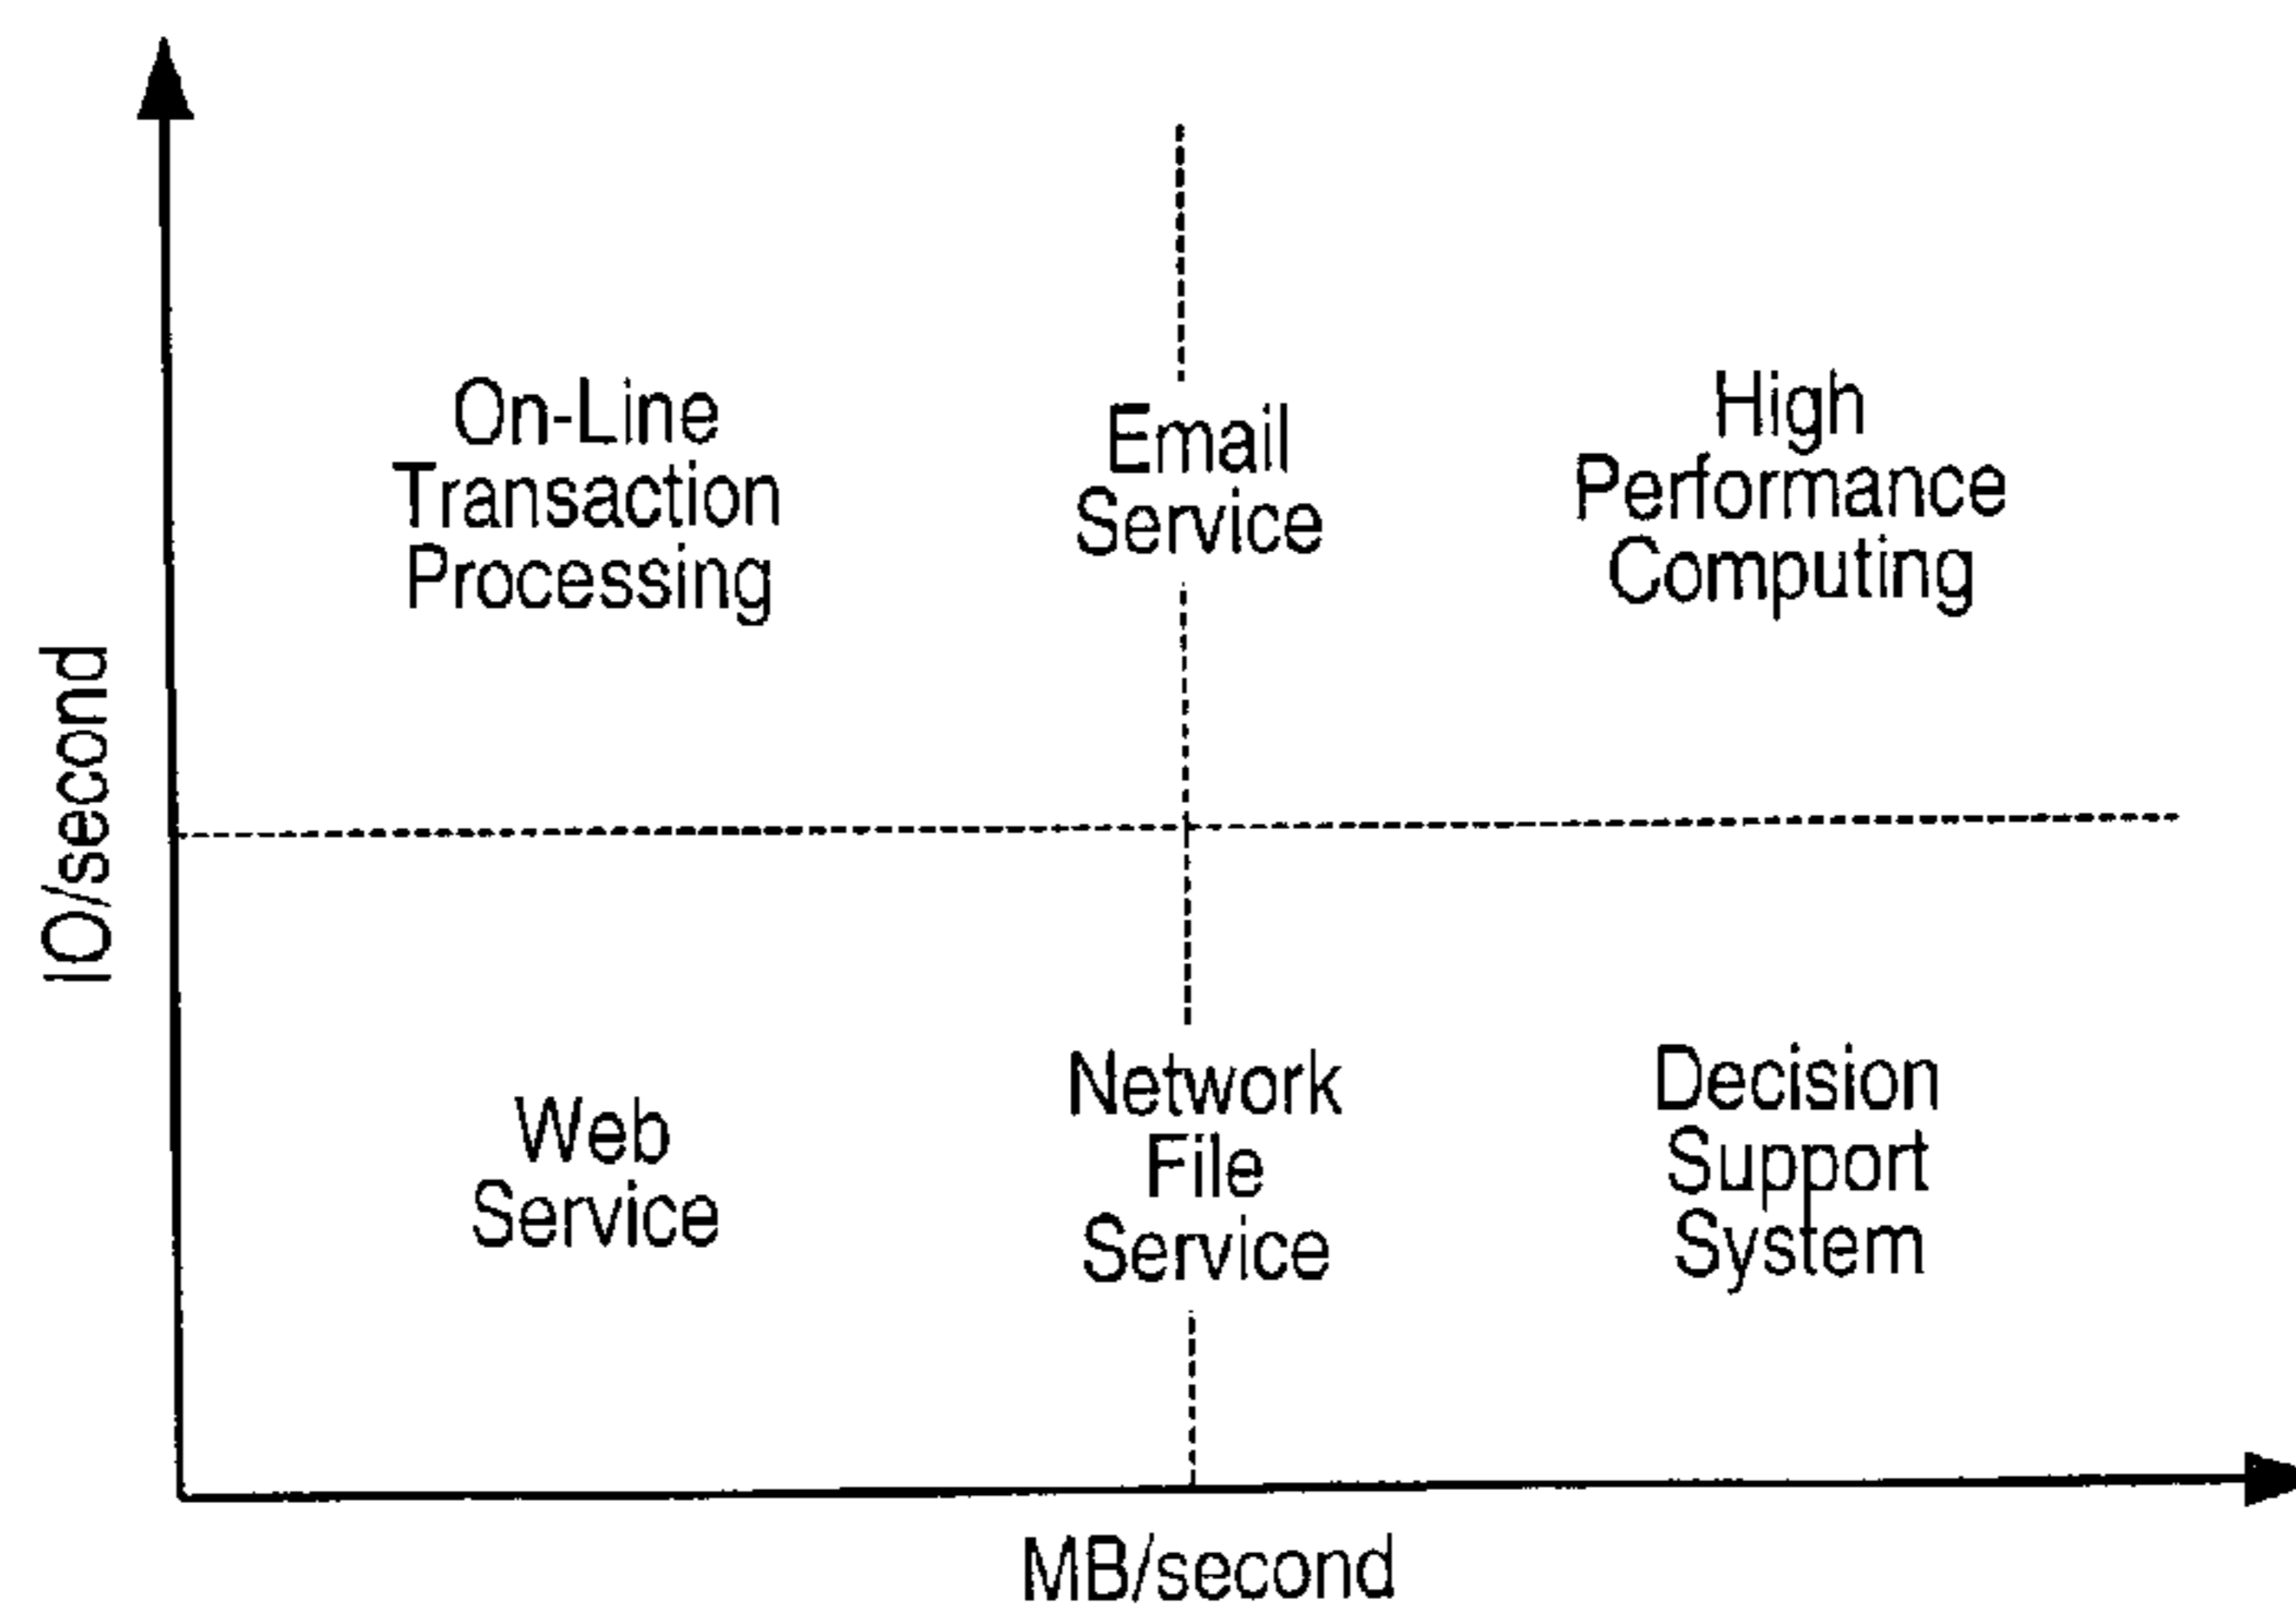 On-Line
Transaction
Processing
Email
Service
High
Performance
Computing
IO/second
Web
Service
Network
File
Service
Decision
Support
System
MB/second